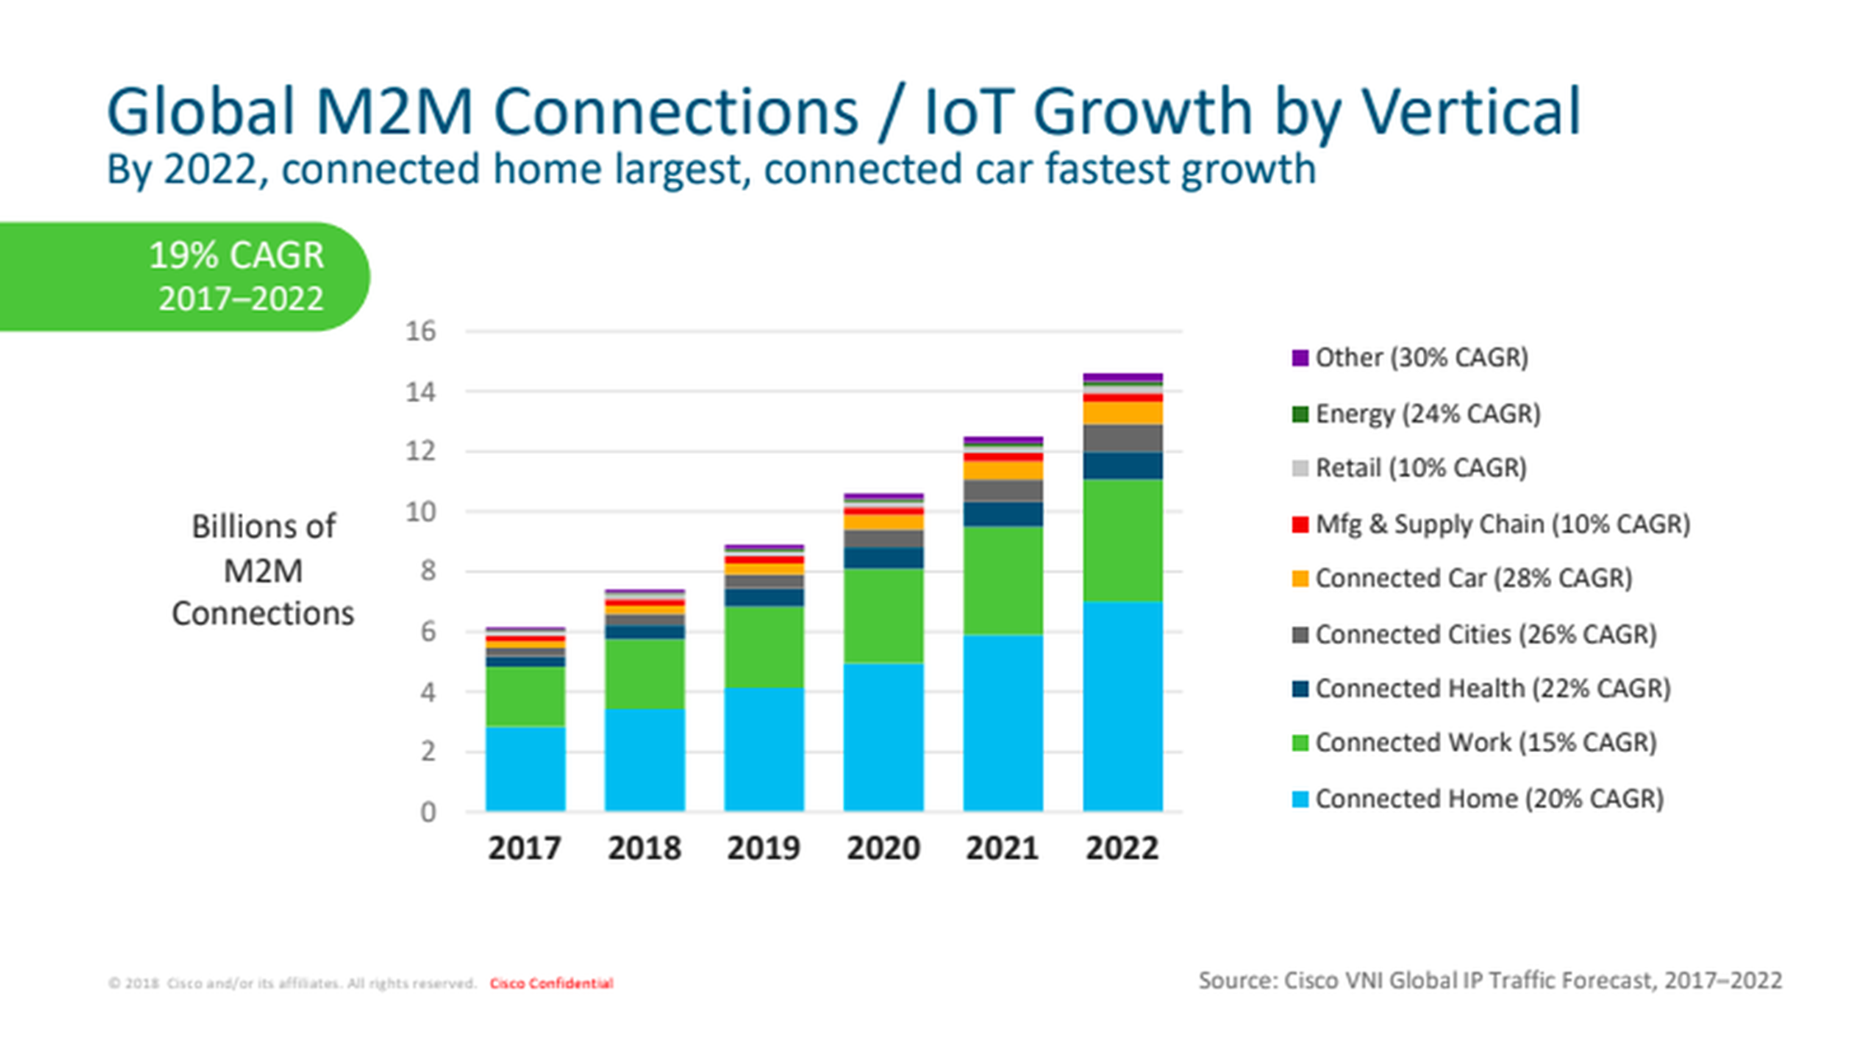 Global M2M Connections / IoT Growth by Vertical
By 2022, connected home largest, connected car fastest growth
19% CAGR
2017–2022
Billions of
M2M
Connections
16
14
12
10
8
6
4
2
0
2017 2018 2019 2020 2021 2022
Other (30% CAGR)
Energy (24% CAGR)
Retail (10% CAGR)
Mfg & Supply Chain (10% CAGR)
Connected Car (28% CAGR)
Connected Cities (26% CAGR)
Connected Health (22% CAGR)
Connected Work (15% CAGR)
Connected Home (20% CAGR)
© 2018 Cisco and/or its affiliates. All rights reserved. Cisco Confidential
Source: Cisco VNI Global IP Traffic Forecast, 2017–2022